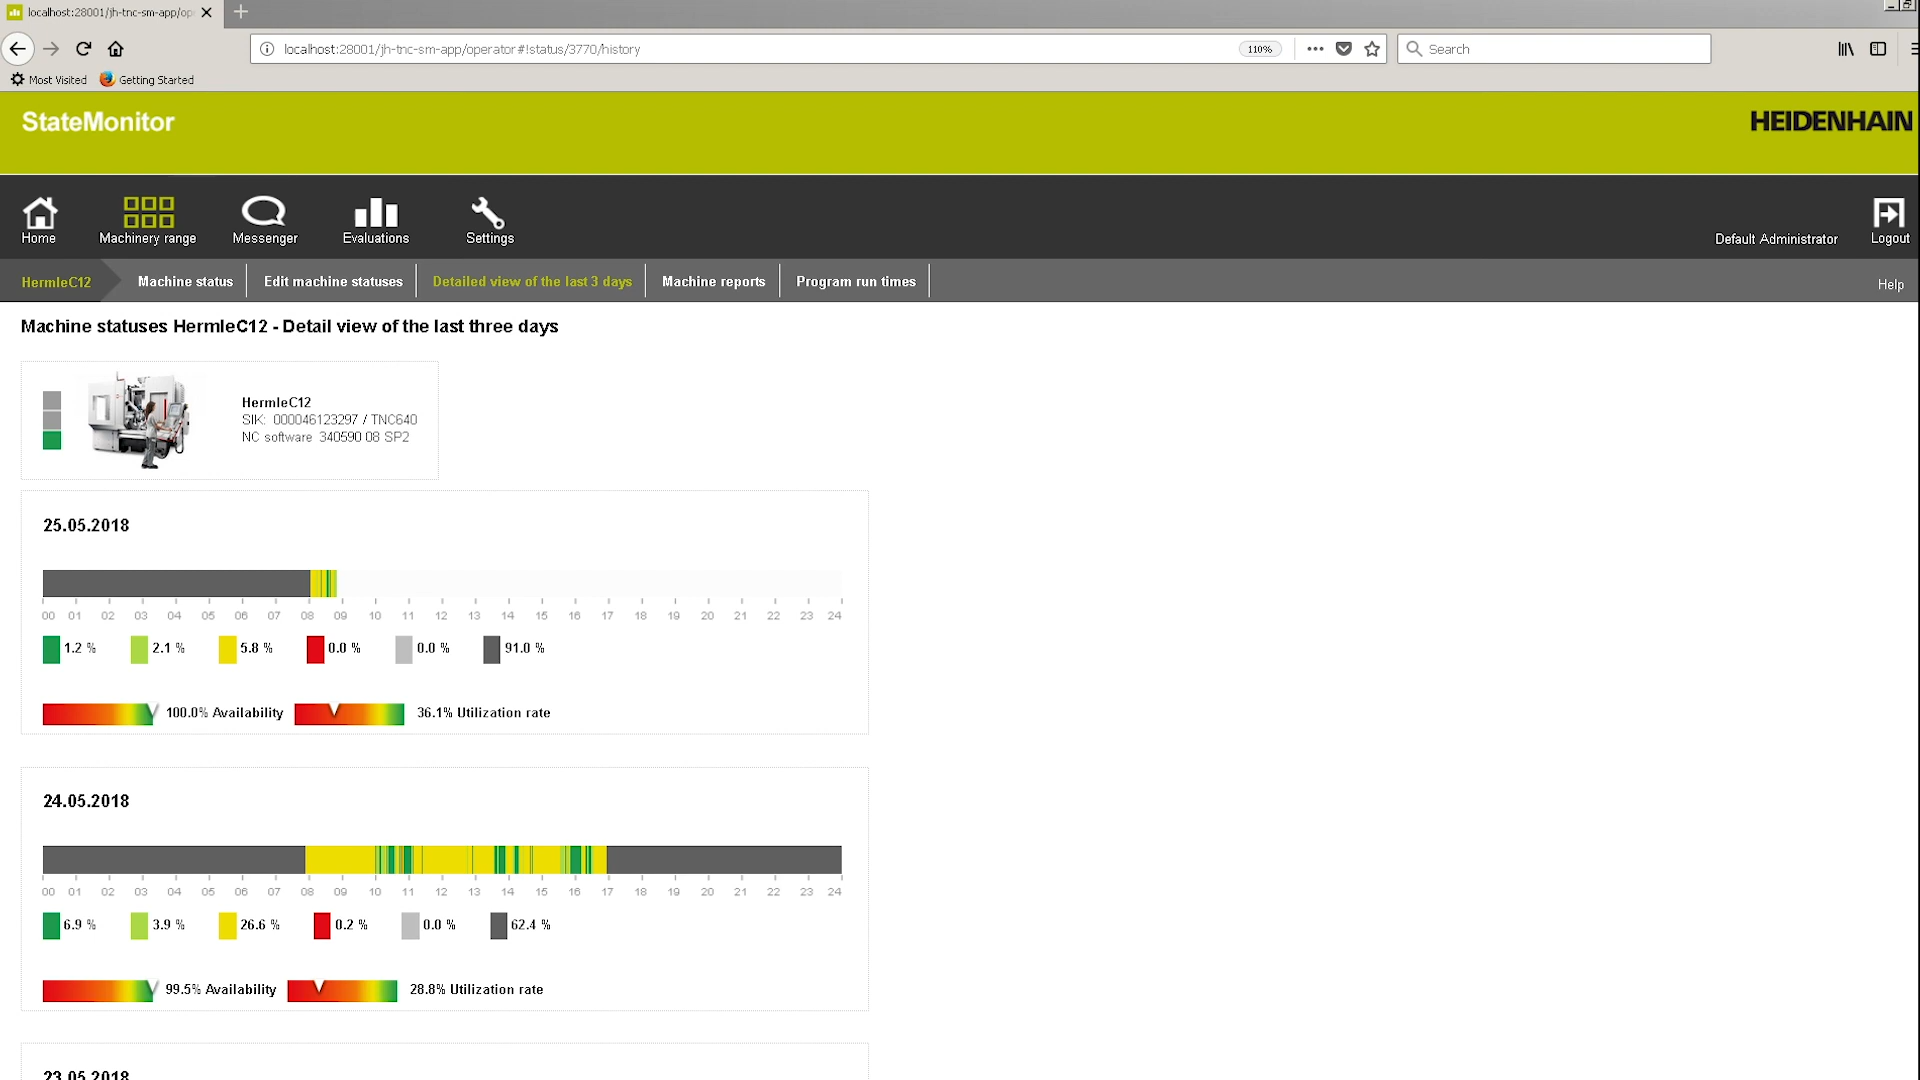 localhost:28001/jh-tnc-sm-app/op
localhost:28001/jh-tnc-sm-app/operator#!status/3770/history
110%
Search
Most Visited
Getting Started
StateMonitor
HEIDENHAIN
Home
Machinery range
Messenger
Evaluations
Settings
Default Administrator
Logout
HermleC12
Machine status
Edit machine statuses
Detailed view of the last 3 days
Machine reports
Program run times
Help
Machine statuses HermleC12 - Detail view of the last three days
HermleC12
SIK: 000046123297 / TNC640
NC software 340590 08 SP2
25.05.2018
00 01 02 03 04 05 06 07 08 09 10 11 12 13 14 15 16 17 18 19 20 21 22 23 24
1.2 % 2.1 % 5.8 % 0.0 % 0.0 % 91.0 %
100.0% Availability 36.1% Utilization rate
24.05.2018
00 01 02 03 04 05 06 07 08 09 10 11 12 13 14 15 16 17 18 19 20 21 22 23 24
6.9 % 3.9 % 26.6 % 0.2 % 0.0 % 62.4 %
99.5% Availability 28.8% Utilization rate
23.05.2018